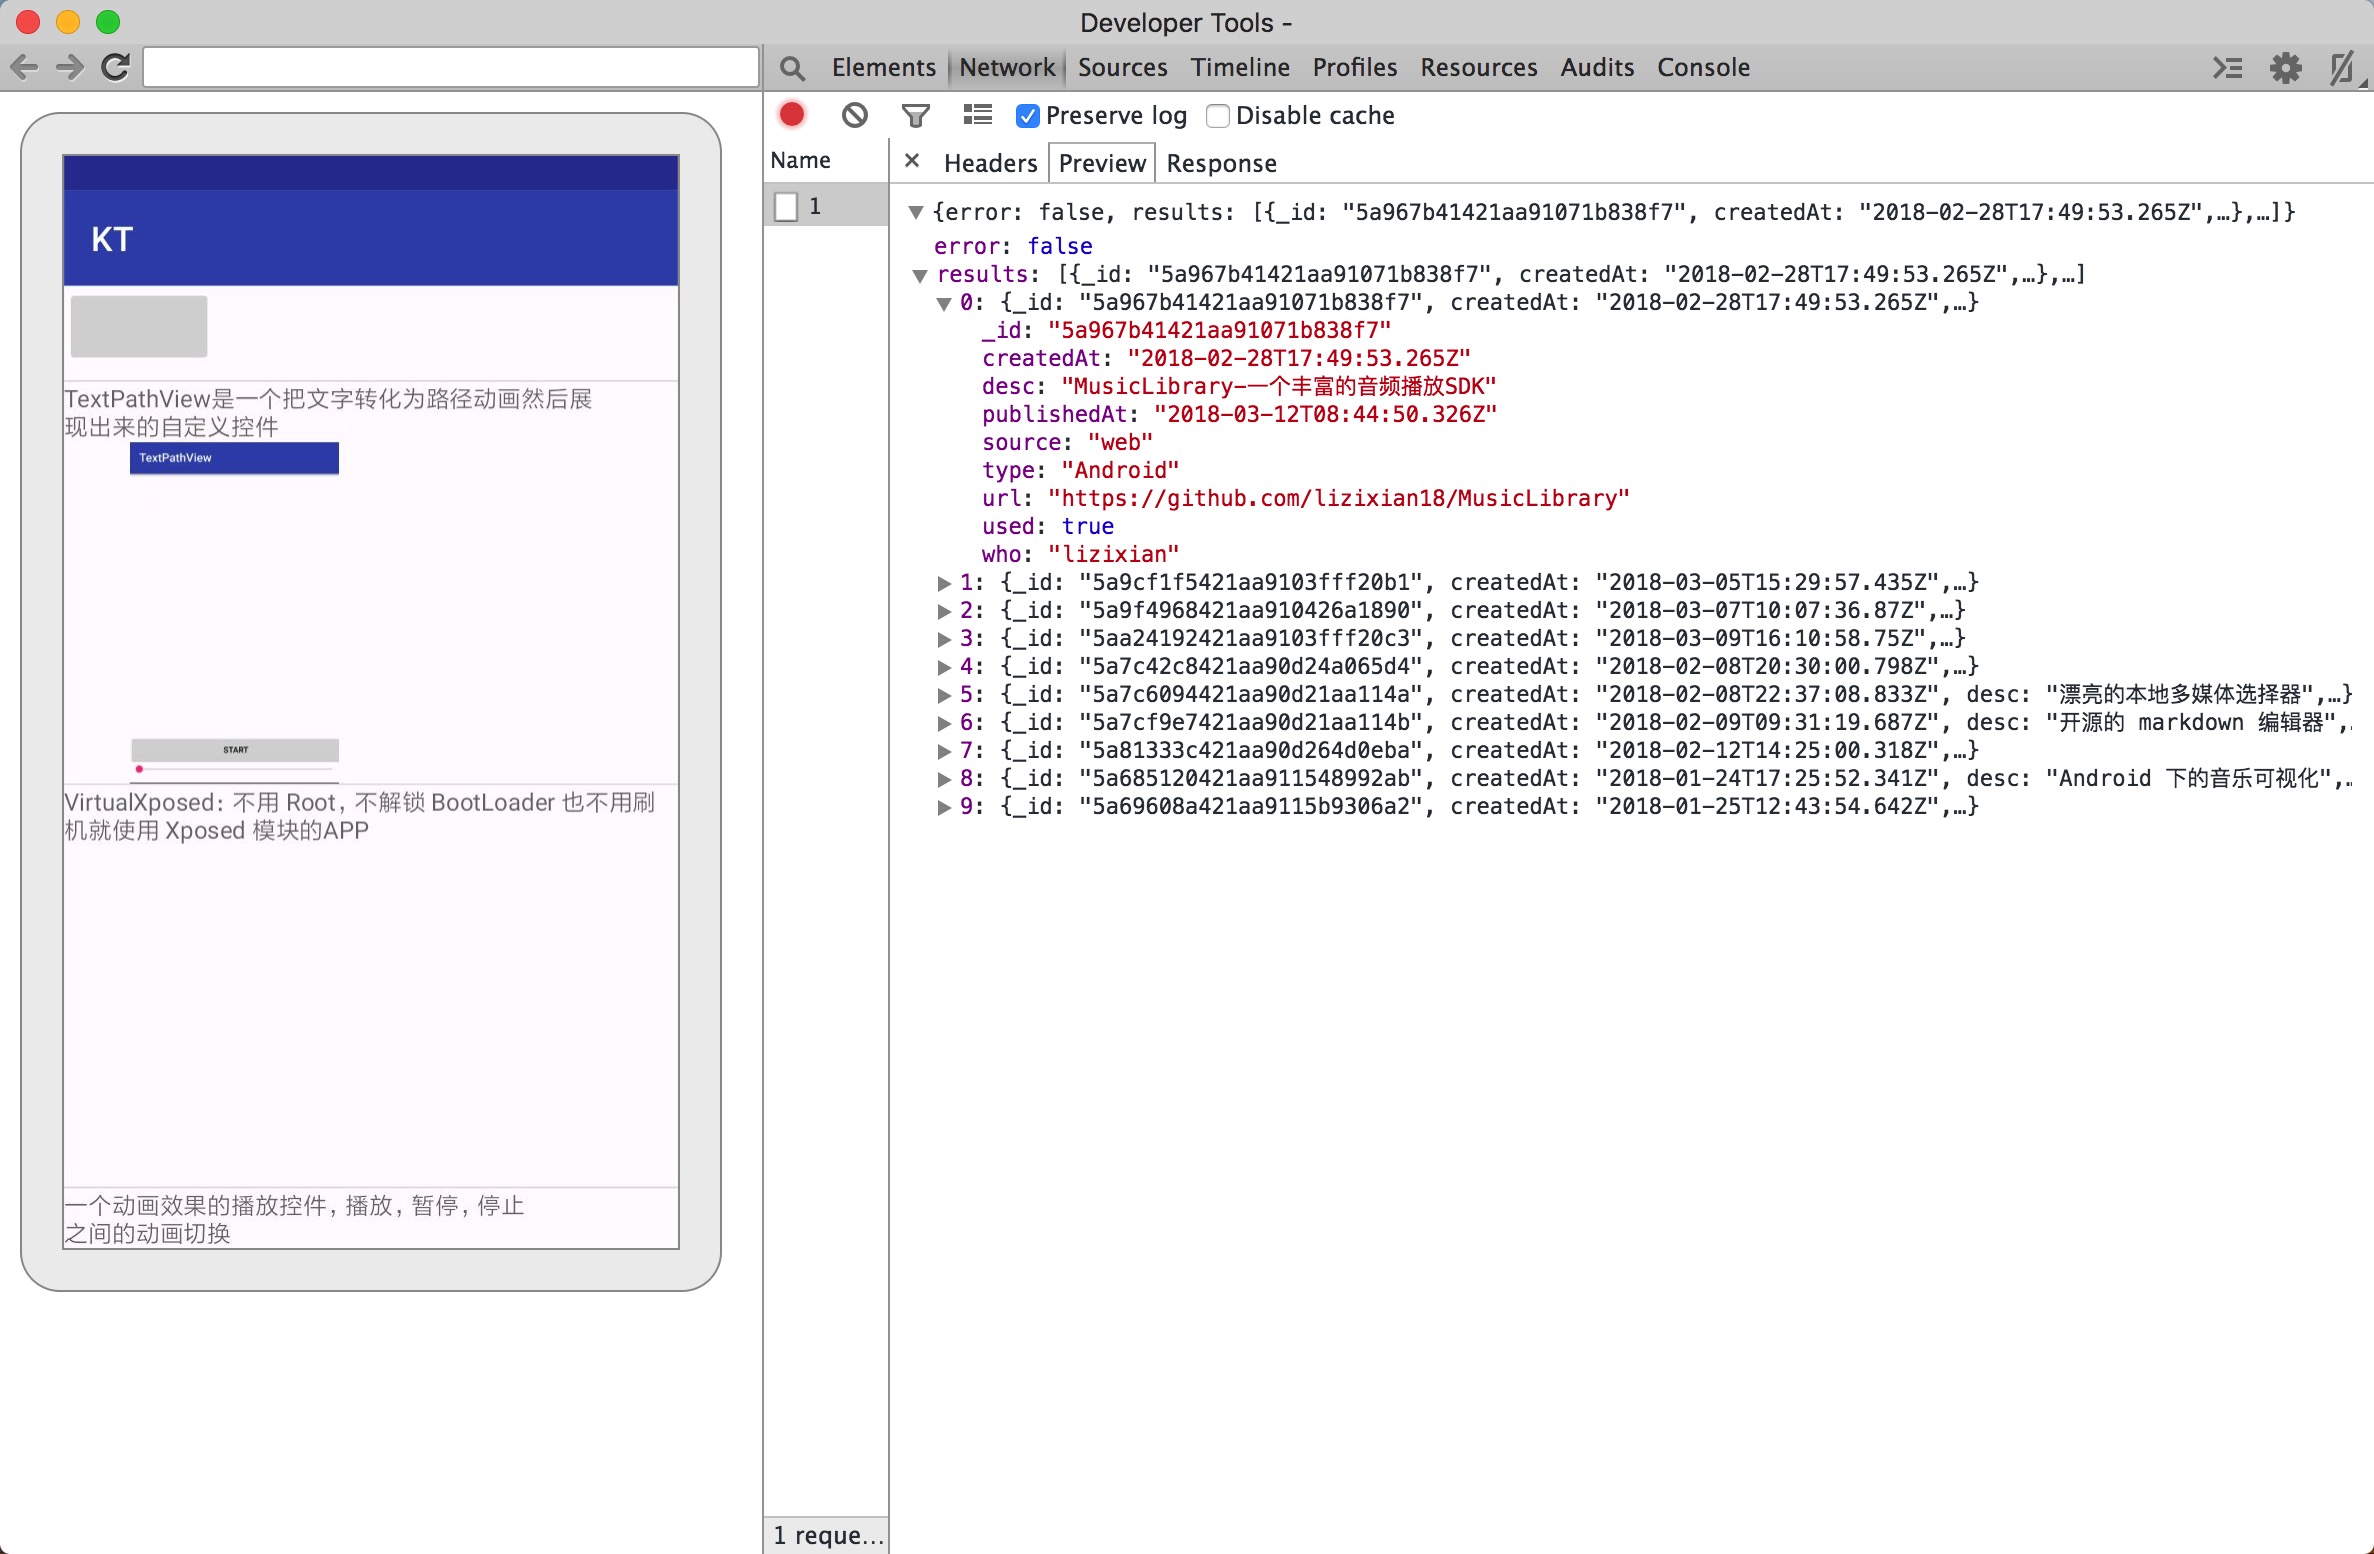 Developer Tools -
Elements Network Sources Timeline Profiles Resources Audits Console
Preserve log Disable cache
Name
Headers Preview Response
1
KT
TextPathView是一个把文字转化为路径动画然后展
现出来的自定义控件
TextPathView
START
VirtualXposed: 不用 Root, 不解锁 BootLoader 也不用刷
机就使用 Xposed 模块的APP
一个动画效果的播放控件, 播放, 暂停, 停止
之间的动画切换
{error: false, results: [{_id: "5a967b41421aa91071b838f7", createdAt: "2018-02-28T17:49:53.265Z",…},…]}
error: false
results: [{_id: "5a967b41421aa91071b838f7", createdAt: "2018-02-28T17:49:53.265Z",…},…]
0: {_id: "5a967b41421aa91071b838f7", createdAt: "2018-02-28T17:49:53.265Z",…}
_id: "5a967b41421aa91071b838f7"
createdAt: "2018-02-28T17:49:53.265Z"
desc: "MusicLibrary-一个丰富的音频播放SDK"
publishedAt: "2018-03-12T08:44:50.326Z"
source: "web"
type: "Android"
url: "https://github.com/lizixian18/MusicLibrary"
used: true
who: "lizixian"
1: {_id: "5a9cf1f5421aa9103fff20b1", createdAt: "2018-03-05T15:29:57.435Z",…}
2: {_id: "5a9f4968421aa910426a1890", createdAt: "2018-03-07T10:07:36.87Z",…}
3: {_id: "5aa24192421aa9103fff20c3", createdAt: "2018-03-09T16:10:58.75Z",…}
4: {_id: "5a7c42c8421aa90d24a065d4", createdAt: "2018-02-08T20:30:00.798Z",…}
5: {_id: "5a7c6094421aa90d21aa114a", createdAt: "2018-02-08T22:37:08.833Z", desc: "漂亮的本地多媒体选择器",…}
6: {_id: "5a7cf9e7421aa90d21aa114b", createdAt: "2018-02-09T09:31:19.687Z", desc: "开源的 markdown 编辑器",.
7: {_id: "5a81333c421aa90d264d0eba", createdAt: "2018-02-12T14:25:00.318Z",…}
8: {_id: "5a685120421aa911548992ab", createdAt: "2018-01-24T17:25:52.341Z", desc: "Android 下的音乐可视化",…
9: {_id: "5a69608a421aa9115b9306a2", createdAt: "2018-01-25T12:43:54.642Z",…}
1 reque…